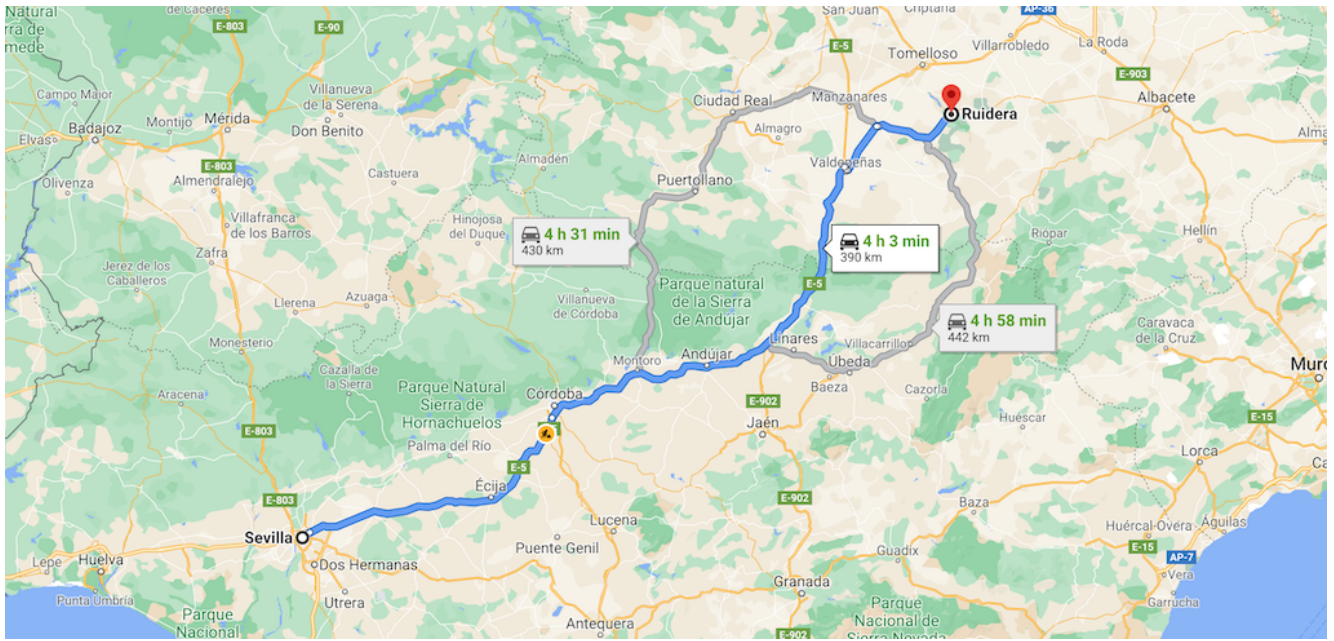 Natural
rra de
mede
de Cáceres
E-803
E-90
San Juan
E-5
Criptana
AP-36
Villarrobledo
La Roda
Tomelloso
E-903
Campo Maior
Villanueva
de la Serena
Ciudad Real
Manzanares
Ruidera
Albacete
Elvas
Badajoz
Montijo
Mérida
Don Benito
Almagro
E-803
Almadén
Valdepeñas
Olivenza
Almendralejo
Castuera
Puertollano
Villafranca
de los Barros
Hinojosa
del Duque
4 h 31 min
430 km
4 h 3 min
390 km
Riópar
Hellín
Zafra
Jerez de los
Caballeros
Llerena
Azuaga
Villanueva
de Córdoba
Parque natural
de la Sierra
de Andújar
E-5
4 h 58 min
442 km
Caravaca
de la Cruz
Monesterio
Cazalla de
la Sierra
Montoro
Andújar
Linares
Villacarrillo
Úbeda
Baeza
Cazorla
Murc
Aracena
Parque Natural
Sierra de
Hornachuelos
Córdoba
E-902
Huéscar
E-15
E-803
Palma del Río
Jaén
Lorca
E-5
Écija
E-803
E-902
Baza
Sevilla
Lucena
Huércal-Overa
Águilas
Puente Genil
Guadix
E-15
AP-7
Lepe
Huelva
Dos Hermanas
Granada
Vera
Punta Umbría
Utrera
Garrucha
Parque
Nacional
Antequera
Parque
Nacional de
Sierra Nevada
E-902